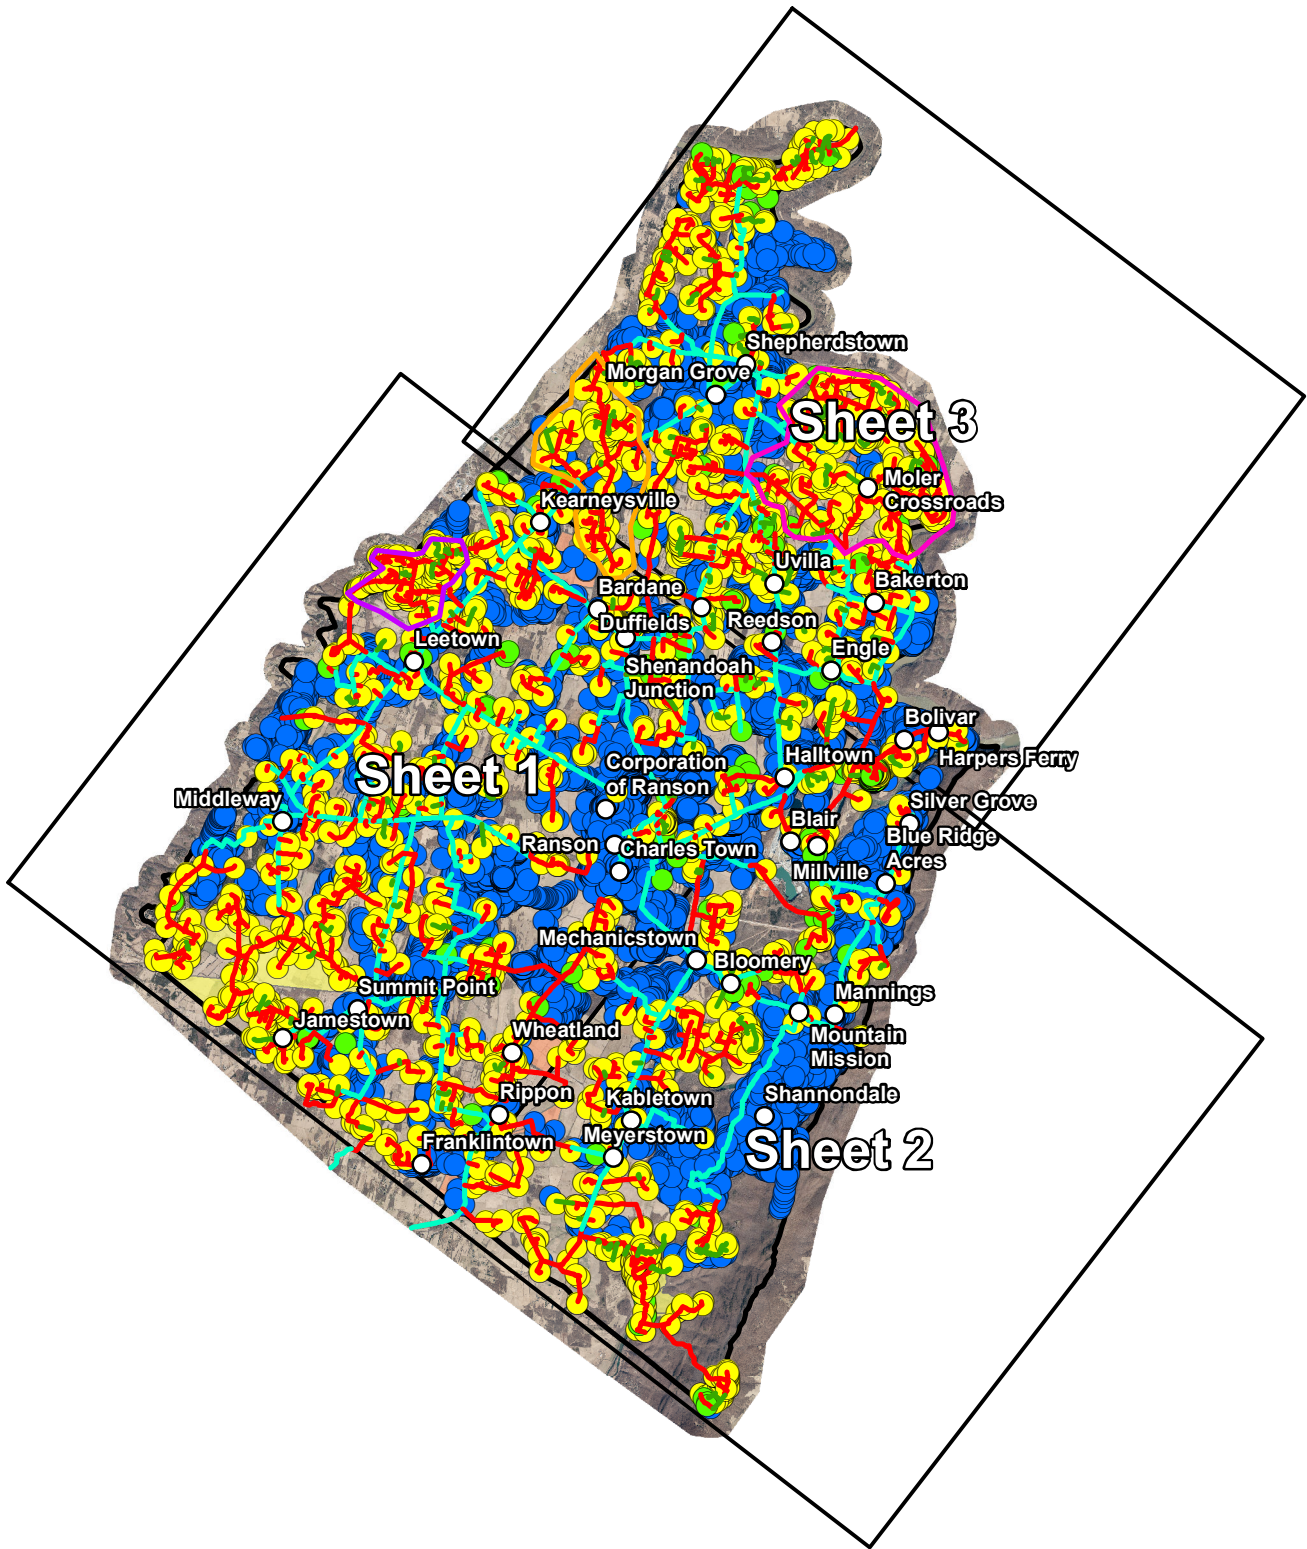 Shepherdstown
Morgan Grove
Sheet 3
Moler
Crossroads
Kearneysville
Uvilla
Bakerton
Bardane
Duffields
Reedson
Leetown
Engle
Shenandoah
Junction
Bolivar
Harpers Ferry
Halltown
Corporation
of Ranson
Sheet 1
Middleway
Silver Grove
Blair
Blue Ridge
Acres
Ranson
Charles Town
Millville
Mechanicstown
Bloomery
Summit Point
Mannings
Jamestown
Wheatland
Mountain
Mission
Rippon
Kabletown
Shannondale
Franklintown
Meyerstown
Sheet 2